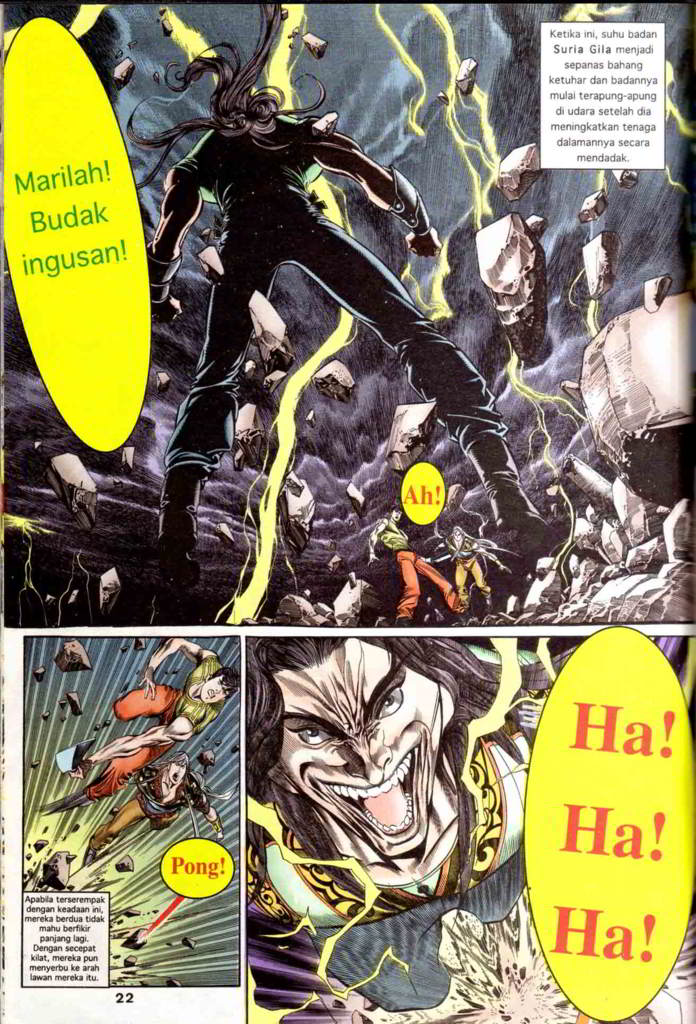 Marilah!
Budak
ingusan!
Ketika ini, suhu badan
Suria Gila menjadi
sepanas bahang
ketuhar dan badannya
mulai terapung-apung
di udara setelah dia
meningkatkan tenaga
dalamannya secara
mendadak.
Ah!
Pong!
Apabila terserempak
dengan keadaan ini,
mereka berdua tidak
mahu berfikir
panjang lagi.
Dengan secepat
kilat, mereka pun
menyerbu ke arah
lawan mereka itu.
Ha!
Ha!
Ha!
22